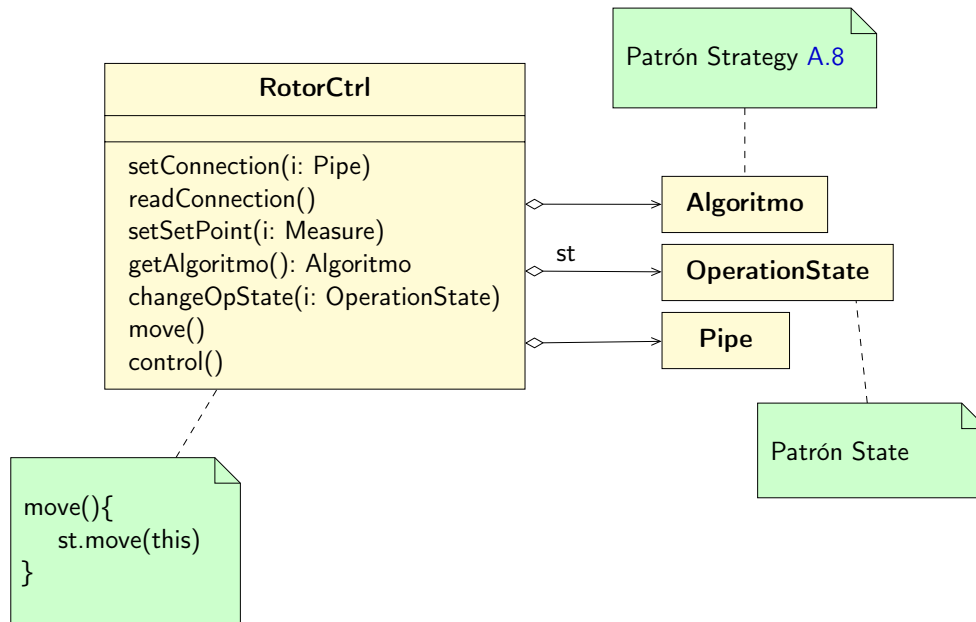 Patrón Strategy A.8
RotorCtrl
setConnection(i: Pipe)
readConnection()
setSetPoint(i: Measure)
getAlgoritmo(): Algoritmo
changeOpState(i: OperationState)
move()
control()
Algoritmo
st
OperationState
Pipe
Patrón State
move(){
st.move(this)
}